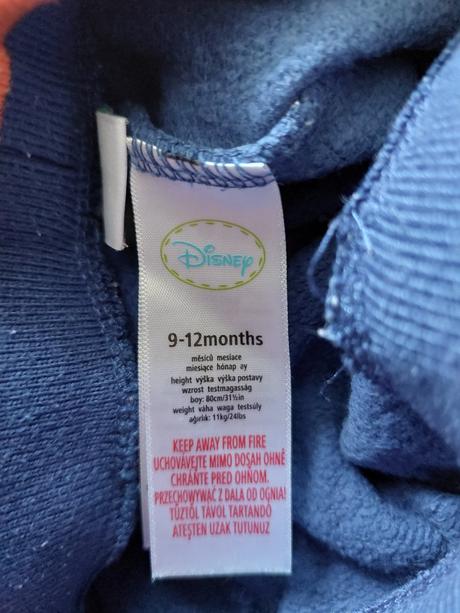 Disney
9-12months
měsíců mesiace
miesiące hónap ay
height výška výška postavy
wzrost testmagasság
boy: 80cm/31½in
weight váha waga testsúly
ağırlık: 11kg/24lbs
KEEP AWAY FROM FIRE
UCHOVÁVEJTE MIMO DOSAH OHNĚ
CHRÁŇTE PRED OHŇOM.
PRZECHOWYWAĆ Z DALA OD OGNIA!
TŰZTŐL TÁVOL TARTANDÓ
ATEŞTEN UZAK TUTUNUZ